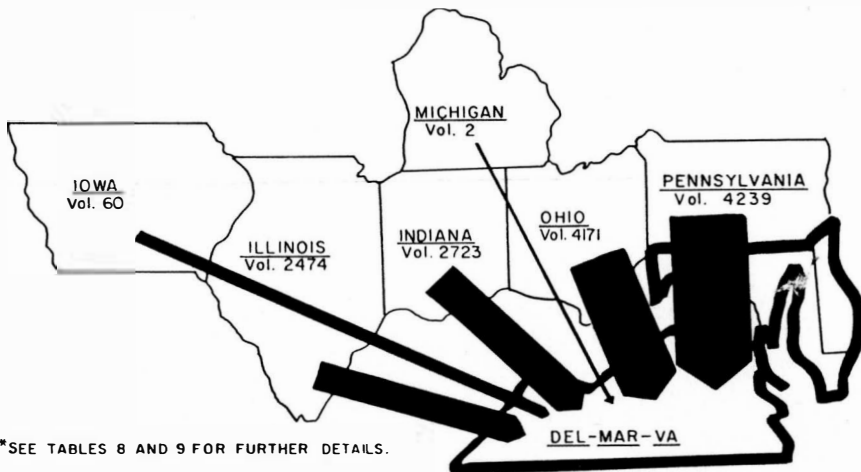 MICHIGAN
Vol. 2
IOWA
Vol. 60
PENNSYLVANIA
Vol. 4239
ILLINOIS
Vol. 2474
INDIANA
Vol. 2723
OHIO
Vol. 4171
DEL-MAR-VA
*SEE TABLES 8 AND 9 FOR FURTHER DETAILS.